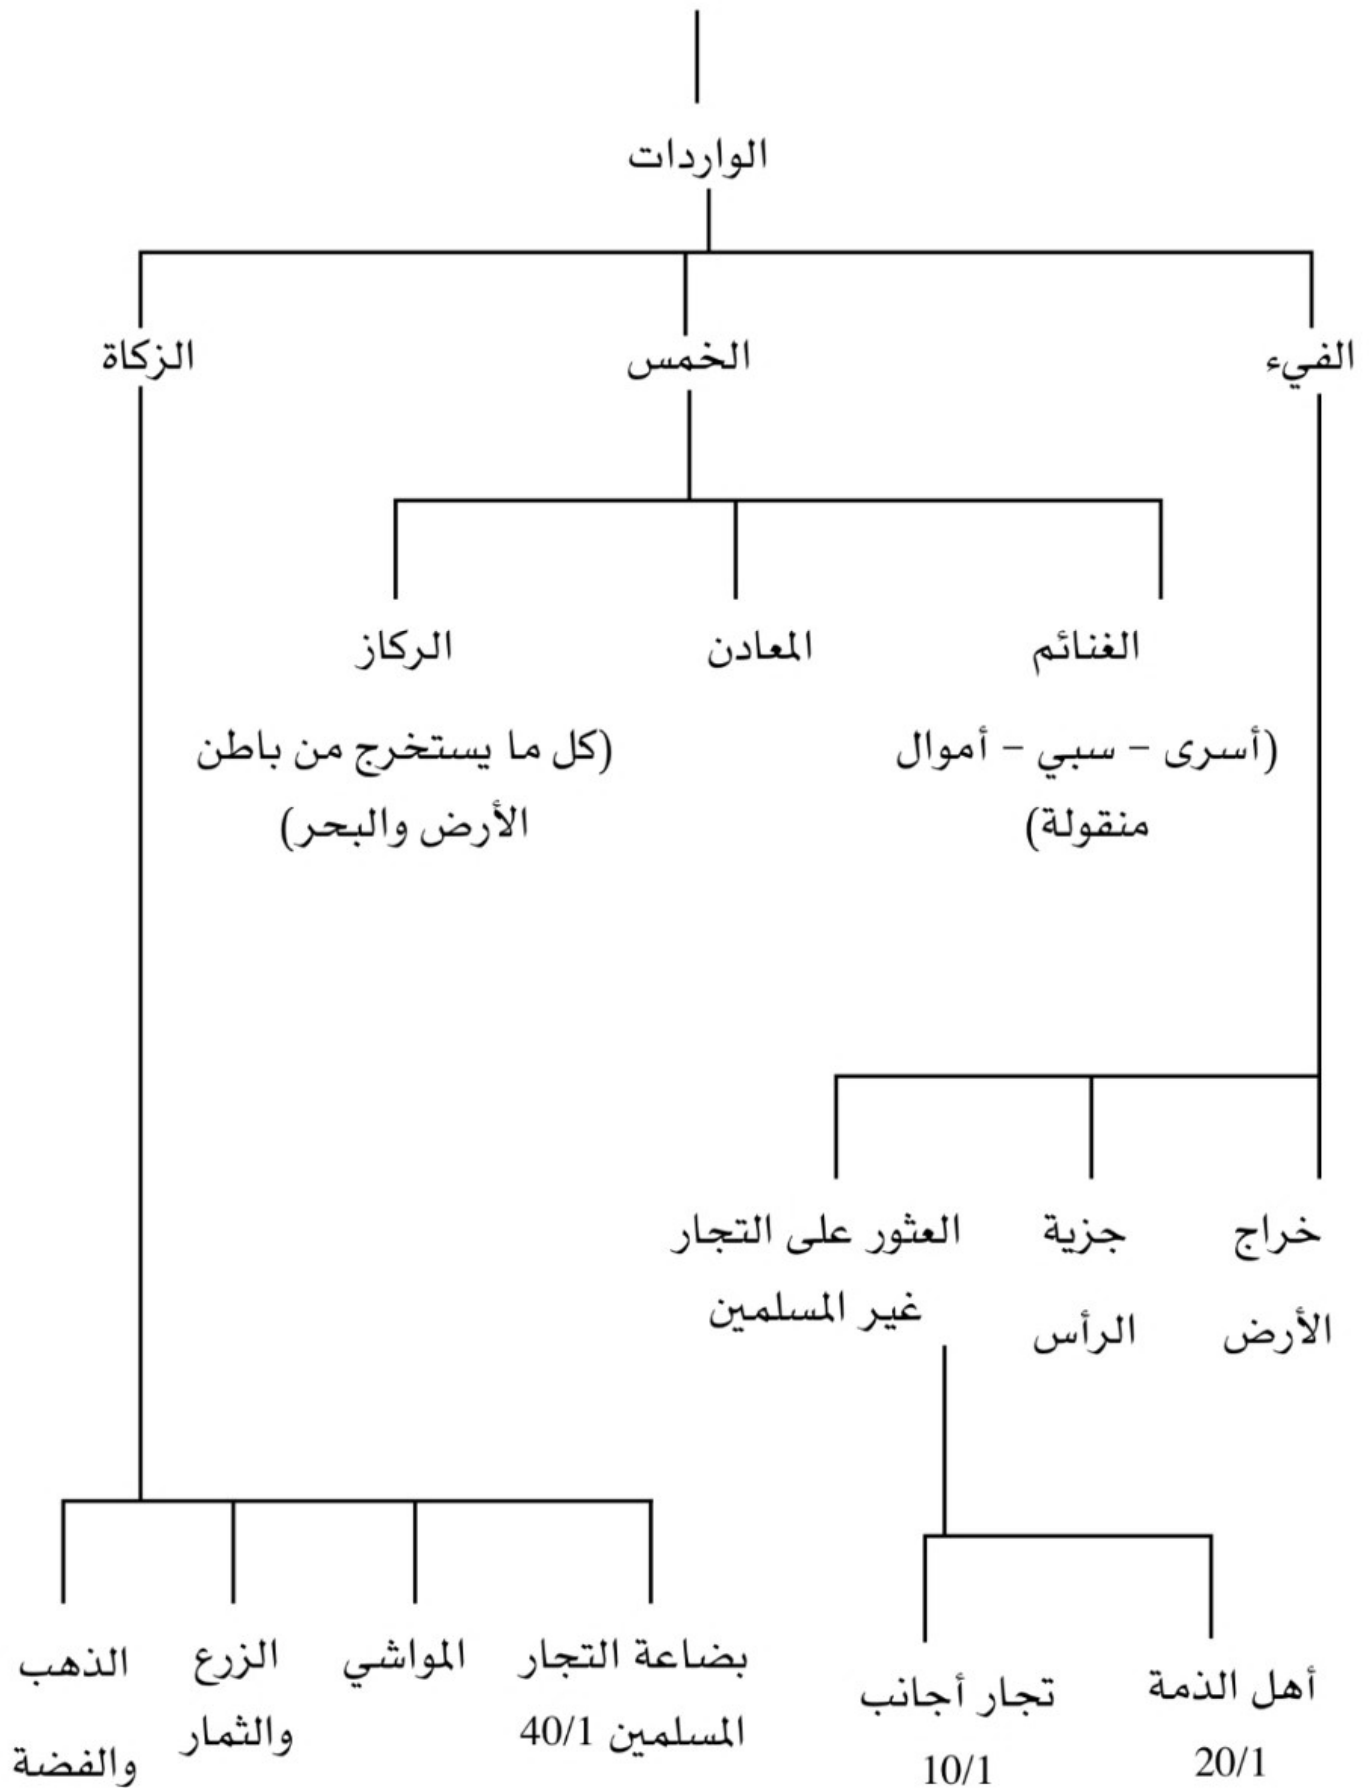 الواردات
الفيء
الخمس
الزكاة
الغنائم
(أسرى – سبي – أموال
منقولة)
المعادن
الركاز
(كل ما يستخرج من باطن
الأرض والبحر)
خراج
الأرض
جزية
الرأس
العثور على التجار
غير المسلمين
أهل الذمة
20/1
تجار أجانب
10/1
بضاعة التجار
المسلمين 40/1
المواشي
الزرع
والثمار
الذهب
والفضة